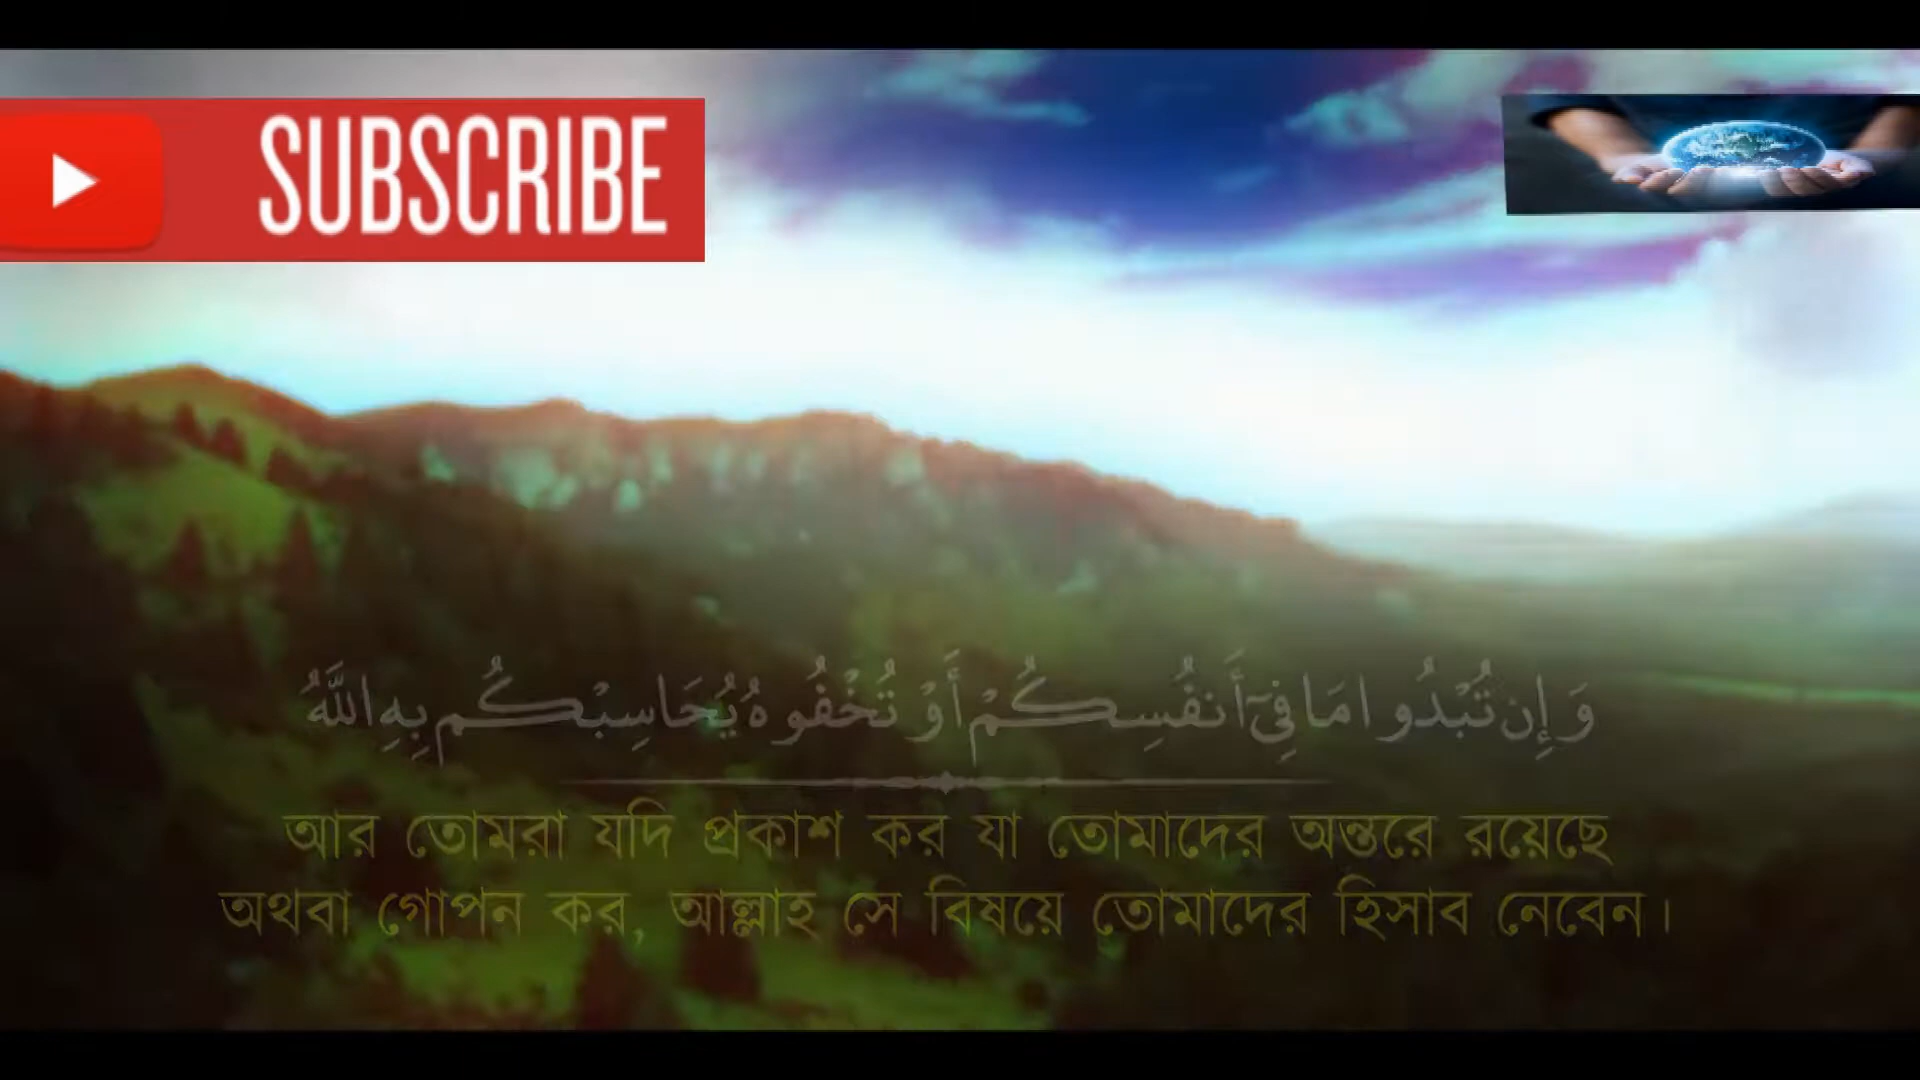 SUBSCRIBE
وَإِن تُبْدُوا مَا فِىٓ أَنفُسِكُمْ أَوْ تُخْفُوهُ يُحَاسِبْكُم بِهِ اللَّهُ
আর তোমরা যদি প্রকাশ কর যা তোমাদের অন্তরে রয়েছে
অথবা গোপন কর, আল্লাহ সে বিষয়ে তোমাদের হিসাব নেবেন।